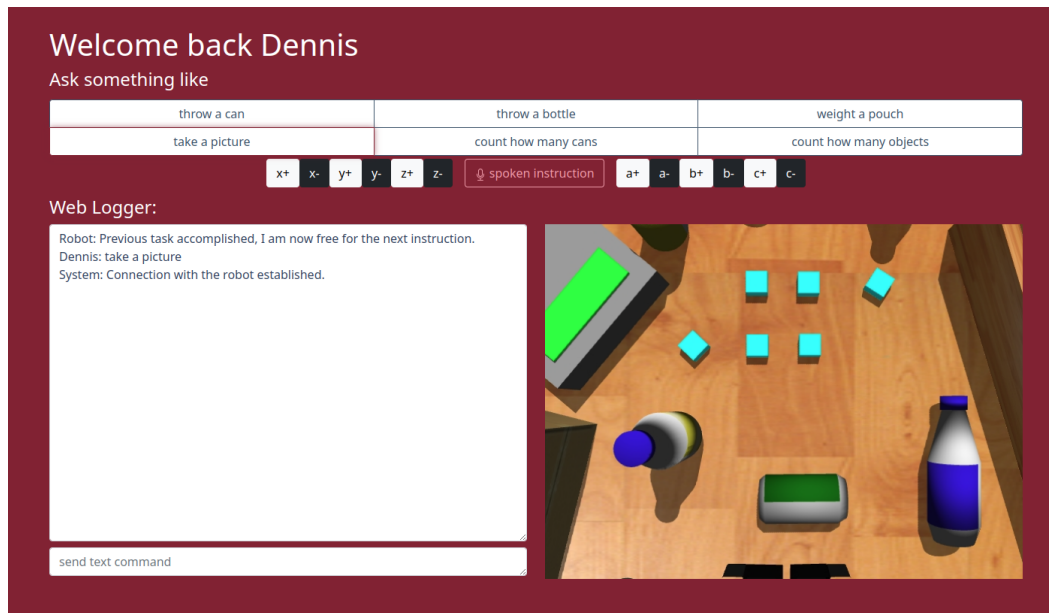 Welcome back Dennis
Ask something like
throw a can
throw a bottle
weight a pouch
take a picture
count how many cans
count how many objects
x+ x- y+ y- z+ z- spoken instruction a+ a- b+ b- c+ c-
Web Logger:
Robot: Previous task accomplished, I am now free for the next instruction.
Dennis: take a picture
System: Connection with the robot established.
send text command